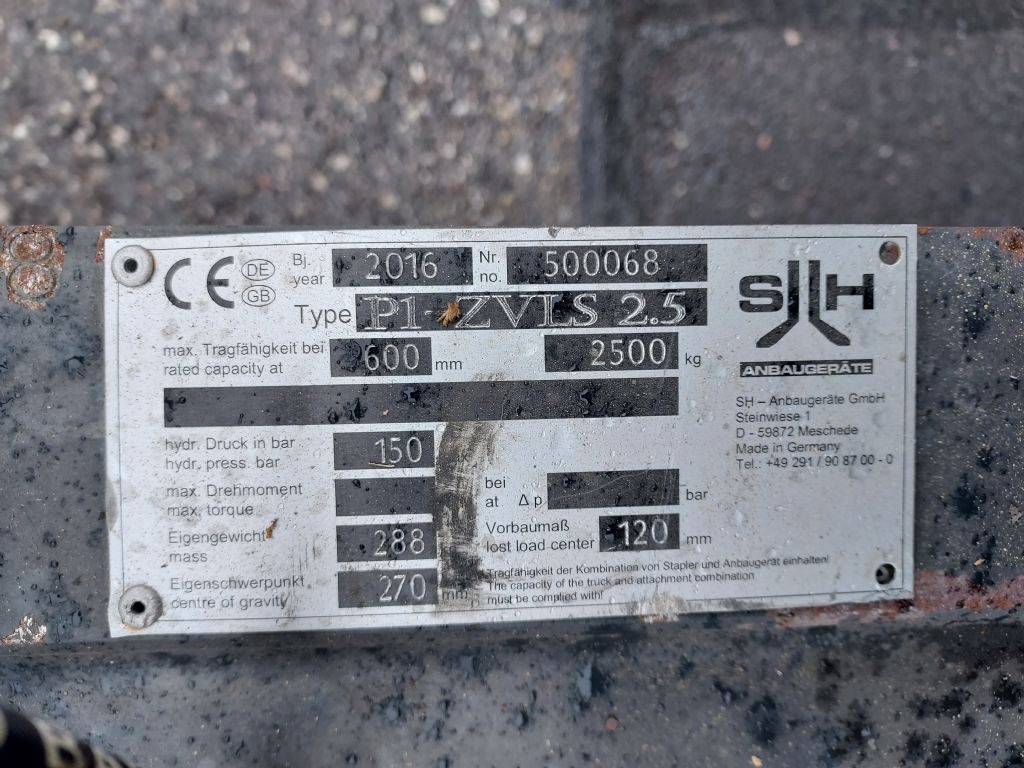 CE DE GB
Bj. year 2016 Nr. no. 500068
Type P1-ZVLS 2.5
max. Tragfähigkeit bei
rated capacity at 600 mm 2500 kg
hydr. Druck in bar
hydr. press. bar 150
max. Drehmoment
max. torque
bei
at Δ p bar
Eigengewicht
mass 288
Vorbaumaß
lost load center 120 mm
Eigenschwerpunkt
centre of gravity 270 mm
Tragfähigkeit der Kombination von Stapler und Anbaugerät einhalten!
The capacity of the truck and attachment combination
must be complied with!
SH
ANBAUGERÄTE
SH – Anbaugeräte GmbH
Steinwiese 1
D - 59872 Meschede
Made in Germany
Tel.: +49 291 / 90 87 00 - 0